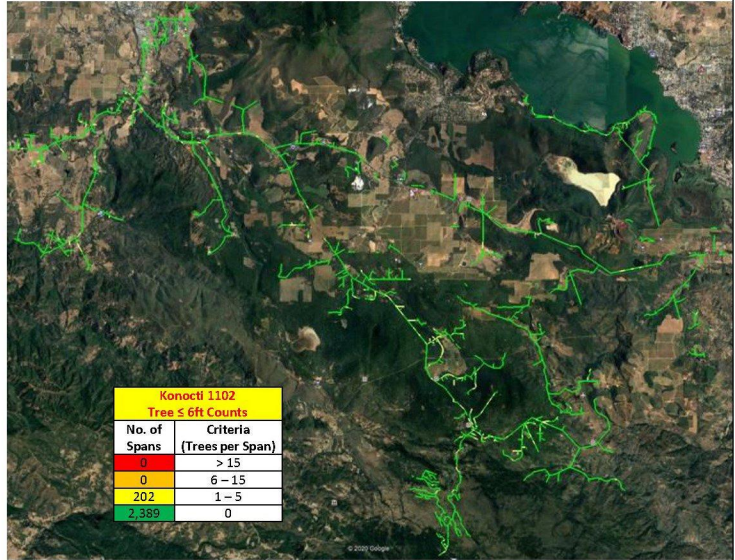 Konocti 1102
Tree ≤ 6ft Counts
No. of Spans Criteria (Trees per Span)
0 > 15
0 6 – 15
202 1 – 5
2,389 0
© 2020 Google